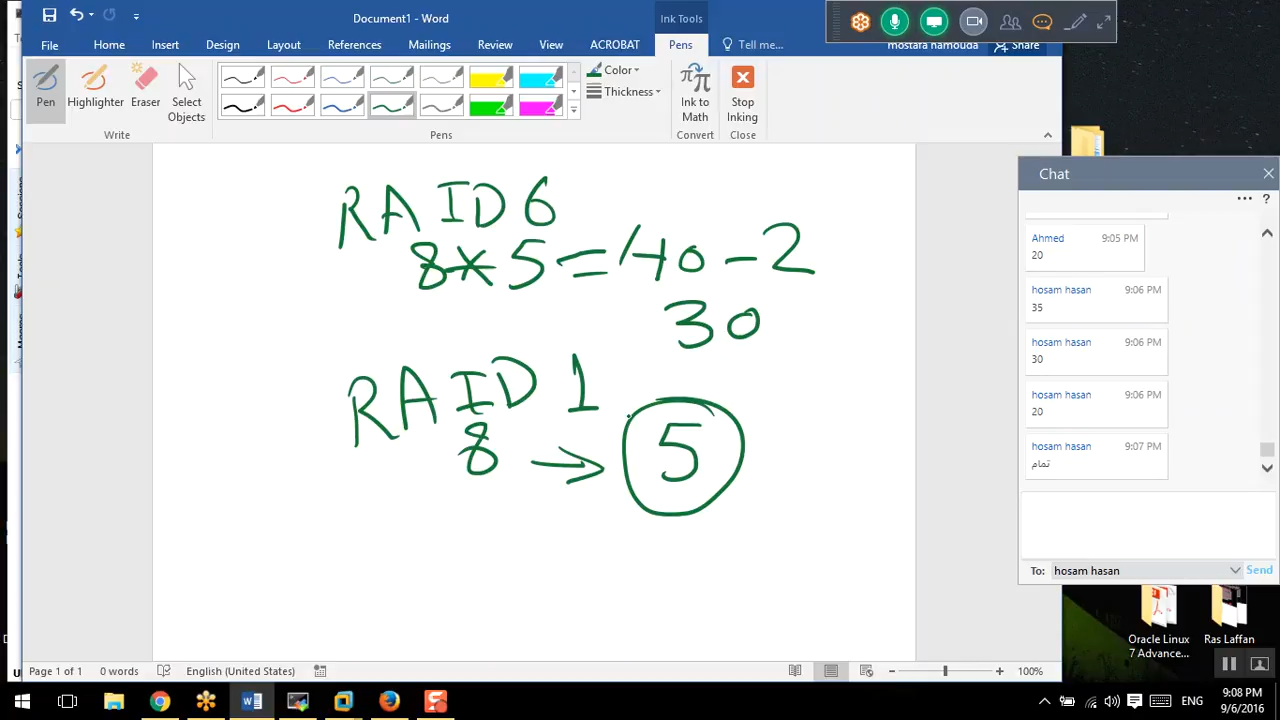 Document1 - Word
Ink Tools
File
Home
Insert
Design
Layout
References
Mailings
Review
View
ACROBAT
Pens
Tell me...
mostafa hamouda
Share
Pen
Highlighter
Eraser
Select
Objects
Color
Thickness
Ink to
Math
Stop
Inking
Write
Pens
Convert
Close
RAID 6
8*5=40-2
30
RAID 1
8 → 5
Chat
Ahmed 9:05 PM
20
hosam hasan 9:06 PM
35
hosam hasan 9:06 PM
30
hosam hasan 9:06 PM
20
hosam hasan 9:07 PM
تمام
To: hosam hasan Send
Oracle Linux
7 Advance...
Ras Laffan
Page 1 of 1 0 words English (United States) 100%
ENG
9:08 PM
9/6/2016